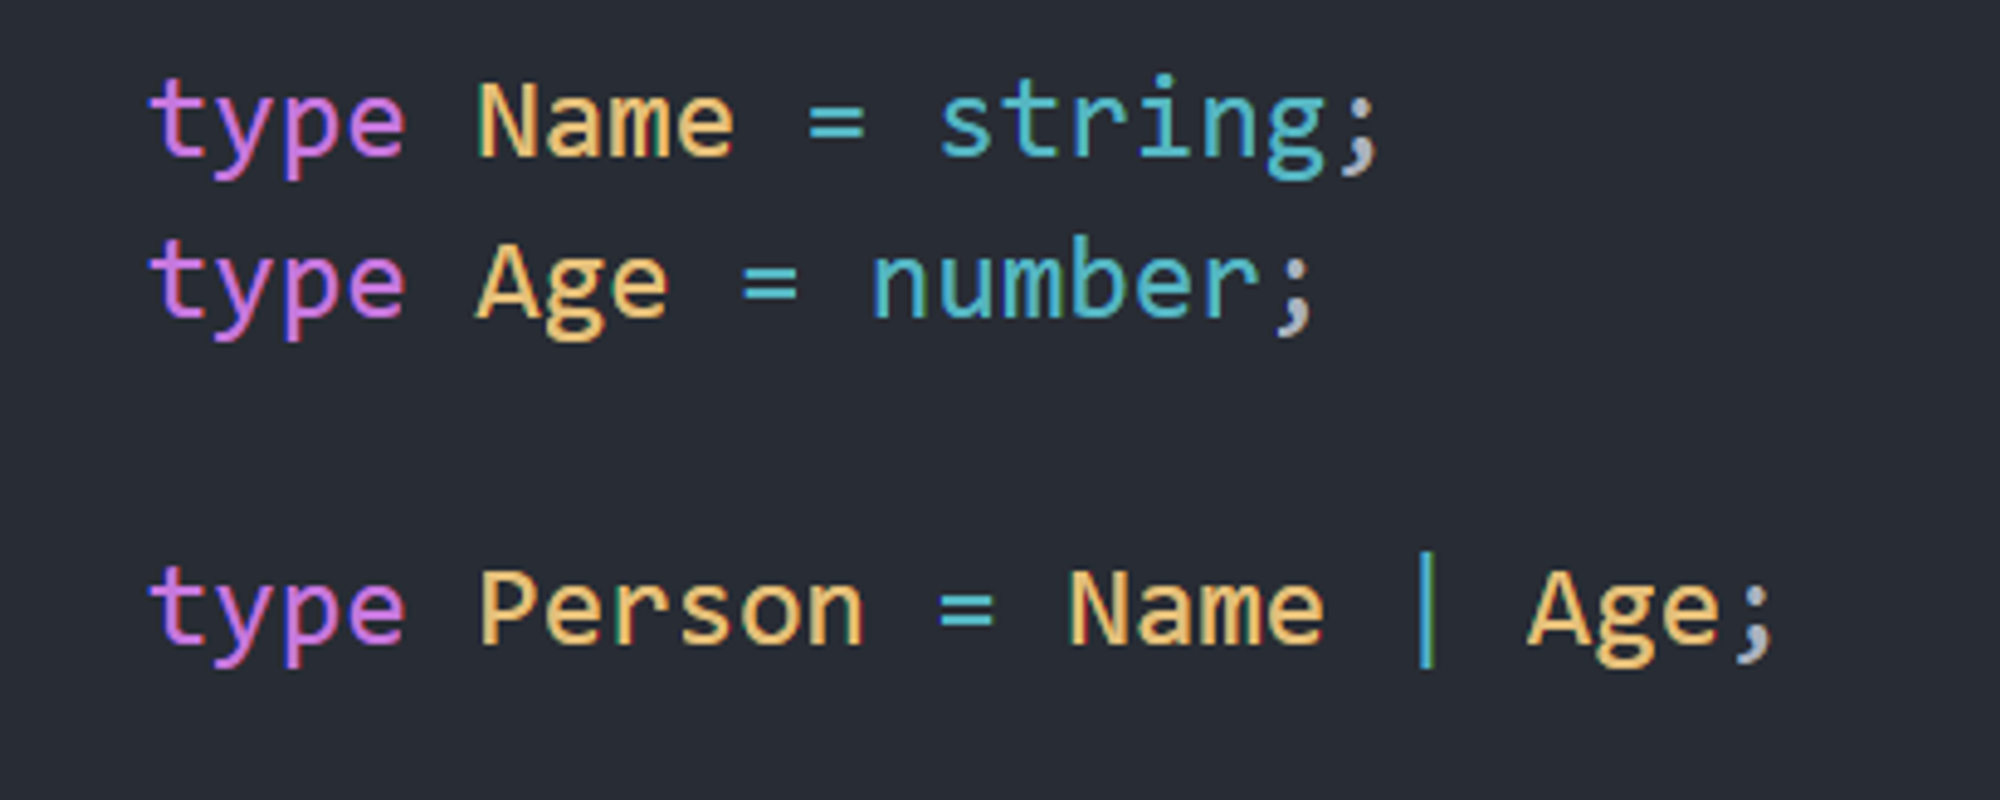 type Name = string;
type Age = number;
type Person = Name | Age;